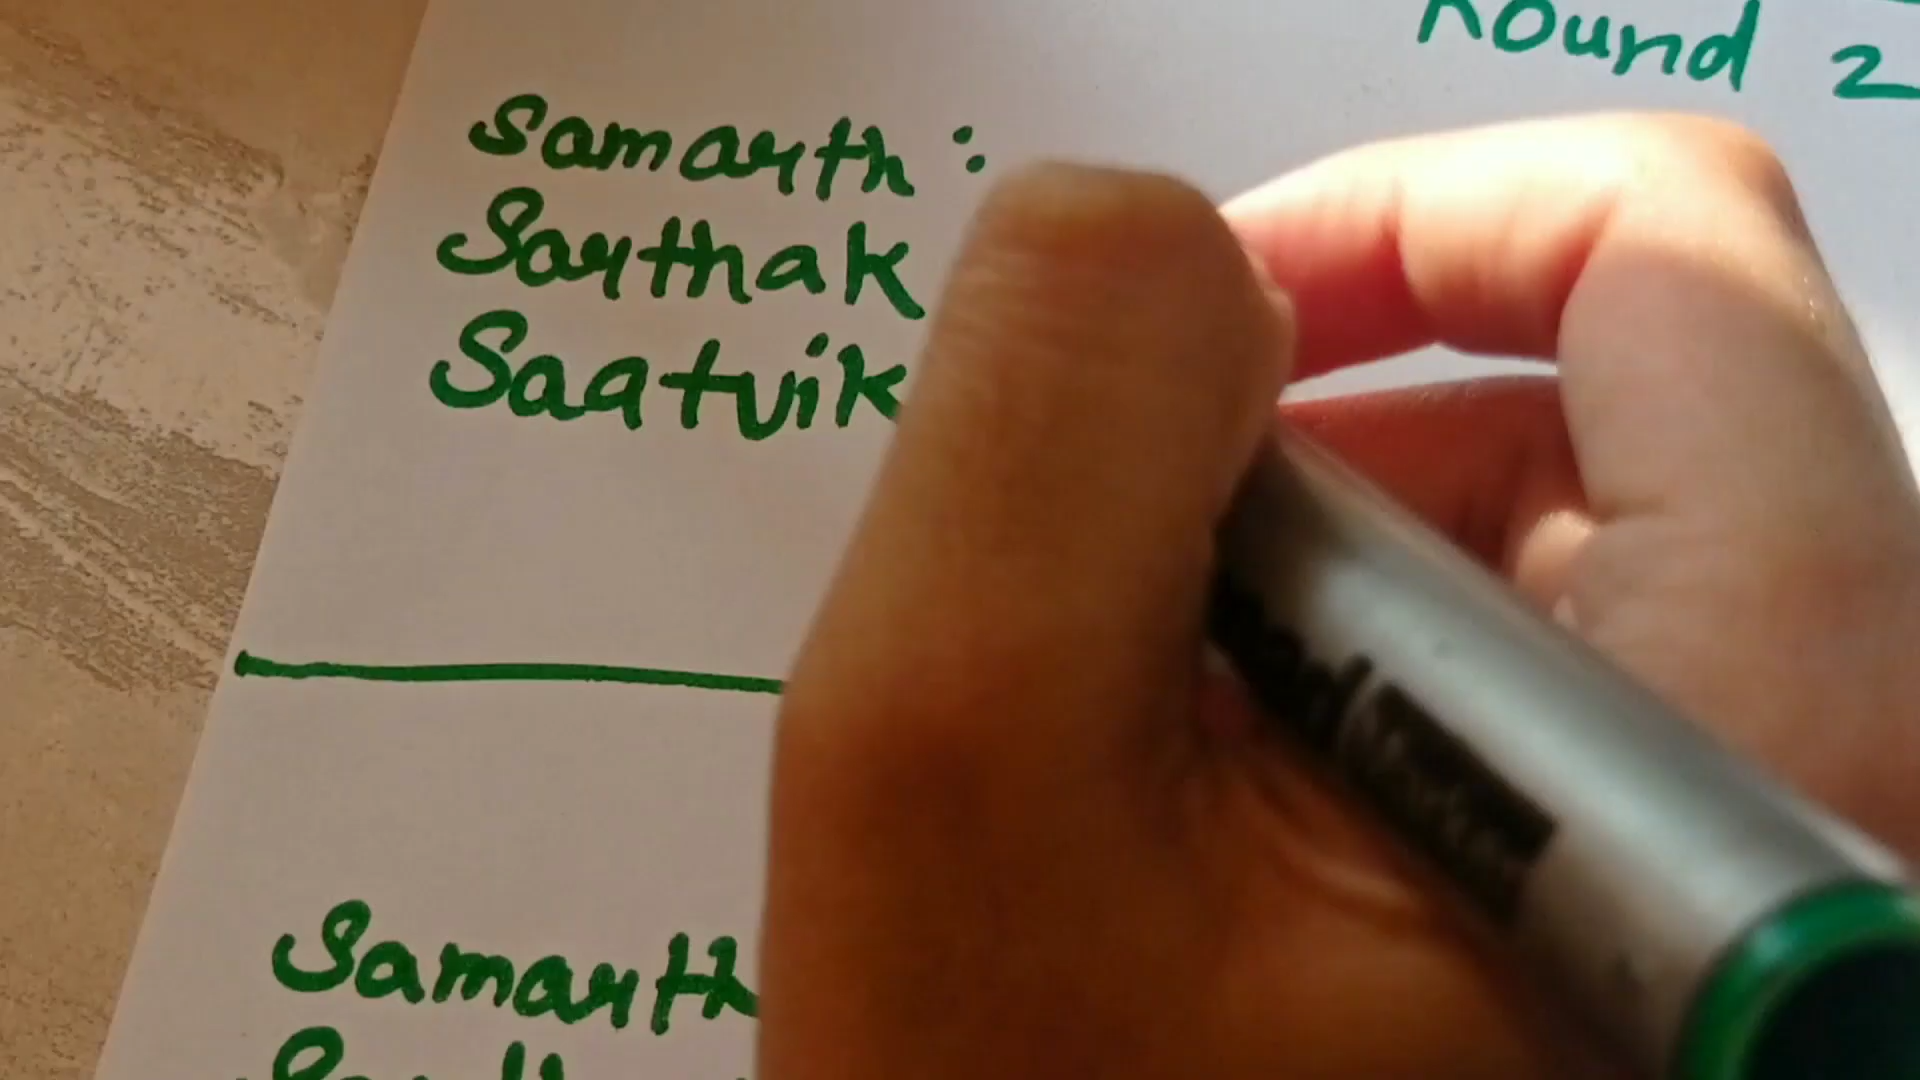 Round 2
Samarth :
Sarthak
Saatvik
Samarth